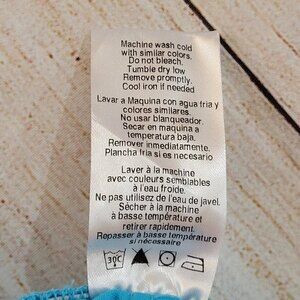 Machine wash cold
with similar colors.
Do not bleach.
Tumble dry low
Remove promptly.
Cool iron if needed
Lavar a Maquina con agua fria y
colores similares.
No usar blanqueador.
Secar en maquina a
temperatura baja.
Remover inmediatamente.
Plancha fria si es necesario
Laver à la machine
avec couleurs semblables
à l'eau froide.
Ne pas utilisez de l'eau de javel.
Sécher à la machine
à basse température et
retirer rapidement.
Repasser à basse température
si nécessaire
30C